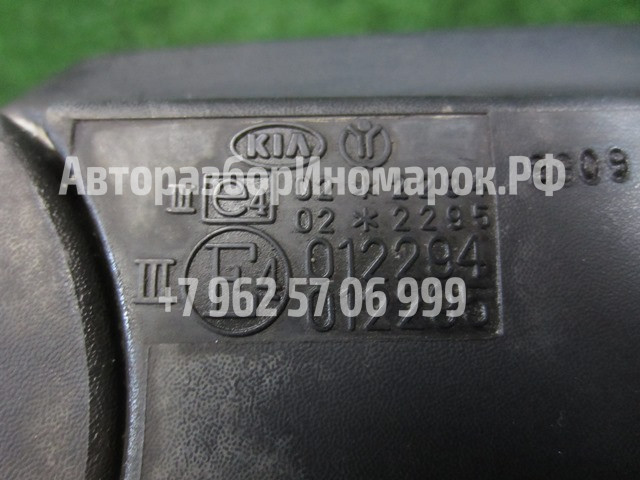 KIA
АвторазборИномарок.РФ
III e4
02 * 2295
III E4 012294
+7 962 57 06 999